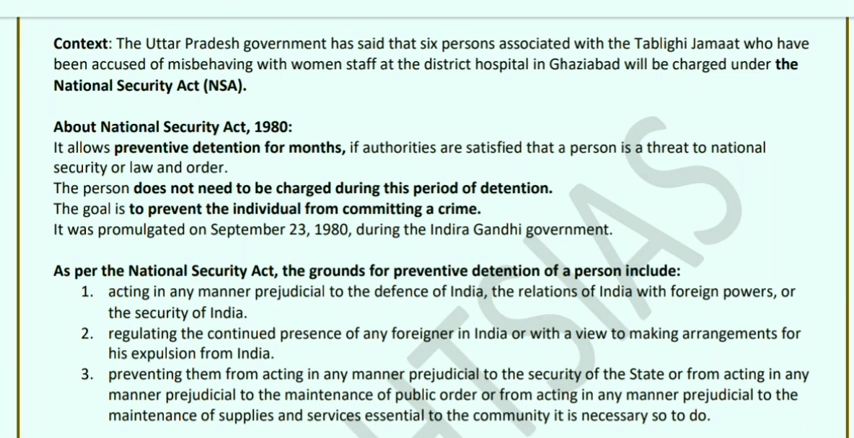 Context: The Uttar Pradesh government has said that six persons associated with the Tablighi Jamaat who have
been accused of misbehaving with women staff at the district hospital in Ghaziabad will be charged under the
National Security Act (NSA).
About National Security Act, 1980:
It allows preventive detention for months, if authorities are satisfied that a person is a threat to national
security or law and order.
The person does not need to be charged during this period of detention.
The goal is to prevent the individual from committing a crime.
It was promulgated on September 23, 1980, during the Indira Gandhi government.
As per the National Security Act, the grounds for preventive detention of a person include:
1. acting in any manner prejudicial to the defence of India, the relations of India with foreign powers, or
the security of India.
2. regulating the continued presence of any foreigner in India or with a view to making arrangements for
his expulsion from India.
3. preventing them from acting in any manner prejudicial to the security of the State or from acting in any
manner prejudicial to the maintenance of public order or from acting in any manner prejudicial to the
maintenance of supplies and services essential to the community it is necessary so to do.
HTSIAS